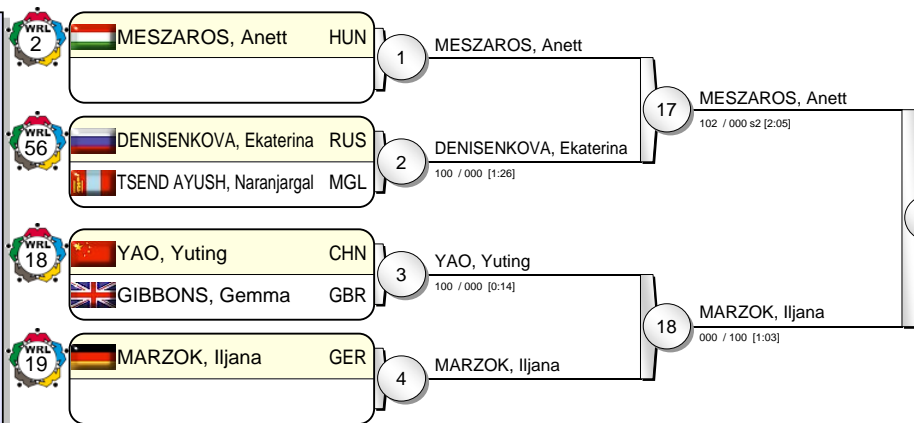 WRL
2
MESZAROS, Anett HUN
1
MESZAROS, Anett
WRL
56
DENISENKOVA, Ekaterina RUS
TSEND AYUSH, Naranjargal MGL
2
DENISENKOVA, Ekaterina
100 / 000 [1:26]
17
MESZAROS, Anett
102 / 000 s2 [2:05]
WRL
18
YAO, Yuting CHN
GIBBONS, Gemma GBR
3
YAO, Yuting
100 / 000 [0:14]
WRL
19
MARZOK, Iljana GER
4
MARZOK, Iljana
18
MARZOK, Iljana
000 / 100 [1:03]